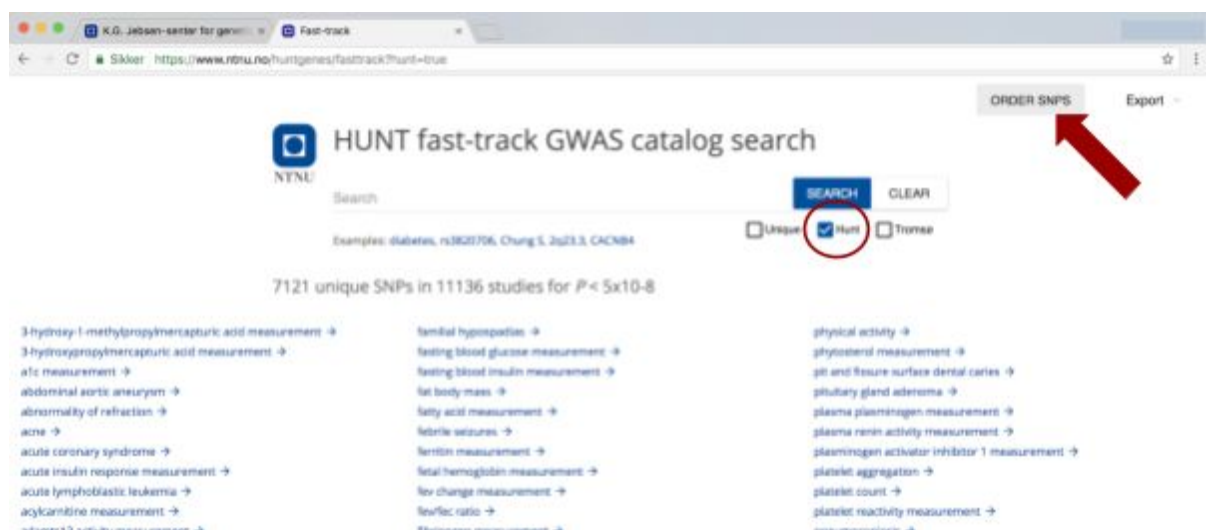 K.G. Jebsen-senter for genetic
Fast-track
Sikker https://www.ntnu.no/huntgenes/fasttrack?hunt=true
ORDER SNPS Export
HUNT fast-track GWAS catalog search
NTNU
Search SEARCH CLEAR
Unique Hunt Tromsø
Examples: diabetes, rs3820706, Chung S, 2q23.3, CACNB4
7121 unique SNPs in 11136 studies for P < 5x10-8
3-hydroxy-1-methylpropylmercapturic acid measurement →
3-hydroxypropylmercapturic acid measurement →
a1c measurement →
abdominal aortic aneurysm →
abnormality of refraction →
acne →
acute coronary syndrome →
acute insulin response measurement →
acute lymphoblastic leukemia →
acylcarnitine measurement →
adamts13 activity measurement →
familial hypospadias →
fasting blood glucose measurement →
fasting blood insulin measurement →
fat body mass →
fatty acid measurement →
febrile seizures →
ferritin measurement →
fetal hemoglobin measurement →
fev change measurement →
fev/fec ratio →
fibrinogen measurement →
physical activity →
phytosterol measurement →
pit and fissure surface dental caries →
pituitary gland adenoma →
plasma plasminogen measurement →
plasma renin activity measurement →
plasminogen activator inhibitor 1 measurement →
platelet aggregation →
platelet count →
platelet reactivity measurement →